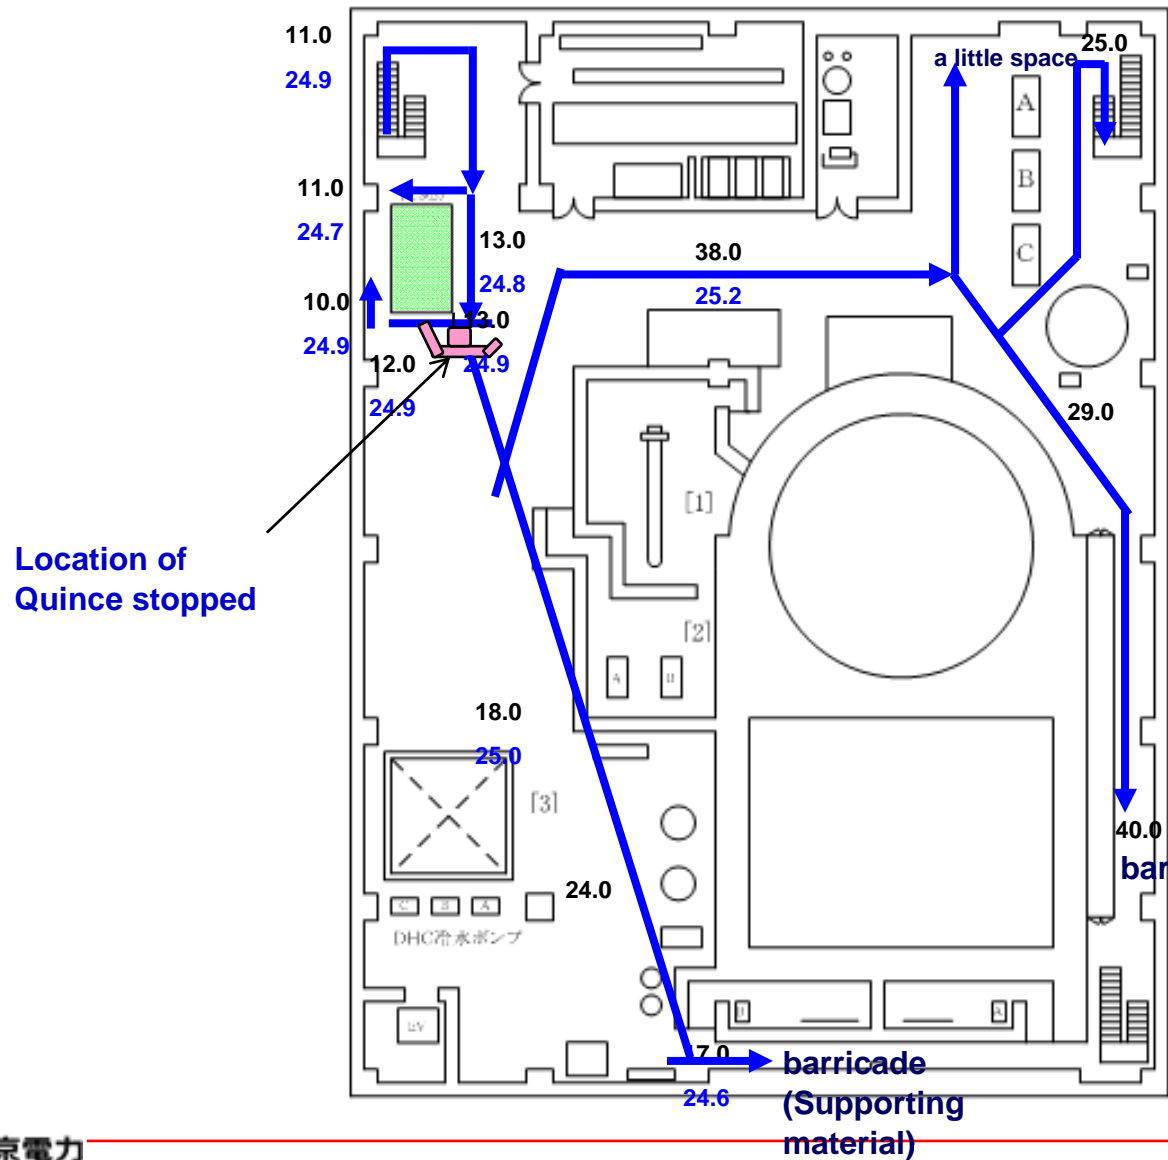 11.0
24.9
a little space
25.0
A
B
C
11.0
24.7
13.0
24.8
38.0
25.2
10.0
24.9
13.0
24.9
12.0
24.9
29.0
[1]
Location of
Quince stopped
[2]
A
18.0
25.0
[3]
40.0
bar
24.0
C B A
DHC冷水ポンプ
EV
A
17.0
24.6
barricade
(Supporting
material)
京電力